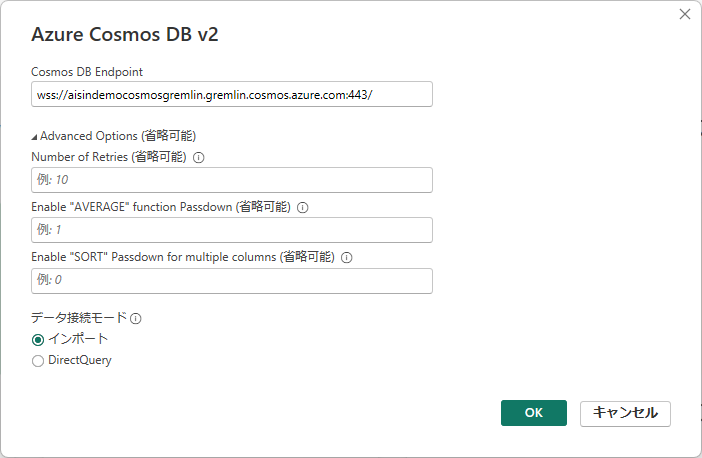 Azure Cosmos DB v2
Cosmos DB Endpoint
wss://aisindemocosmosgremlin.gremlin.cosmos.azure.com:443/
Advanced Options (省略可能)
Number of Retries (省略可能)
例: 10
Enable "AVERAGE" function Passdown (省略可能)
例: 1
Enable "SORT" Passdown for multiple columns (省略可能)
例: 0
データ接続モード
インポート
DirectQuery
OK
キャンセル